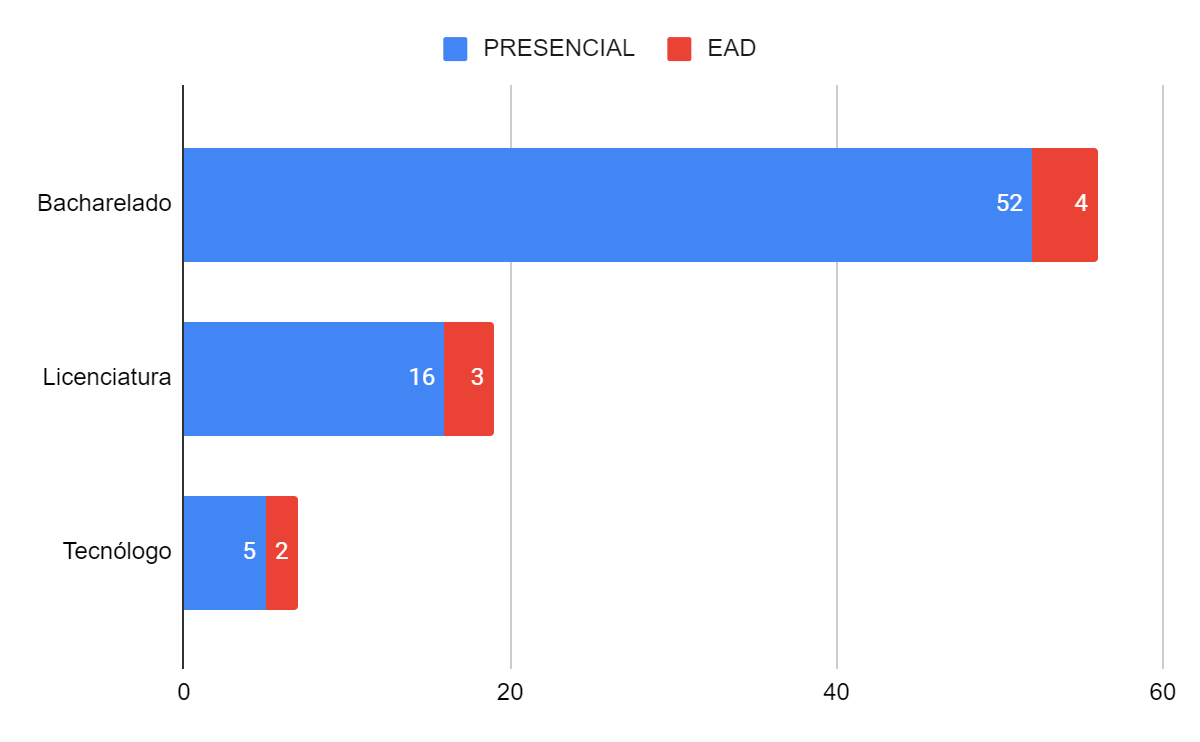 PRESENCIAL EAD
Bacharelado 52 4
Licenciatura 16 3
Tecnólogo 5 2
0 20 40 60